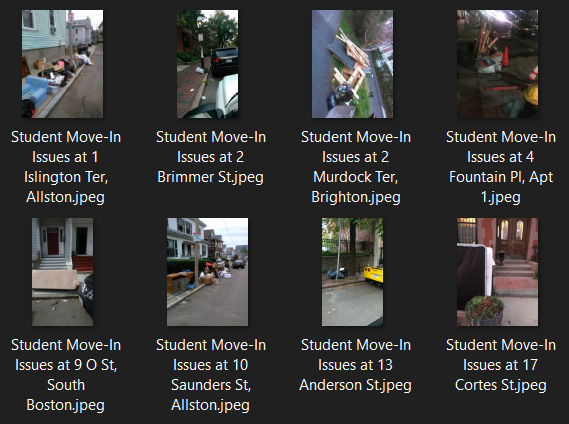 Student Move-In
Issues at 1
Islington Ter,
Allston.jpeg
Student Move-In
Issues at 2
Brimmer St.jpeg
Student Move-In
Issues at 2
Murdock Ter,
Brighton.jpeg
Student Move-In
Issues at 4
Fountain Pl, Apt
1.jpeg
Student Move-In
Issues at 9 O St,
South
Boston.jpeg
Student Move-In
Issues at 10
Saunders St,
Allston.jpeg
Student Move-In
Issues at 13
Anderson St.jpeg
Student Move-In
Issues at 17
Cortes St.jpeg